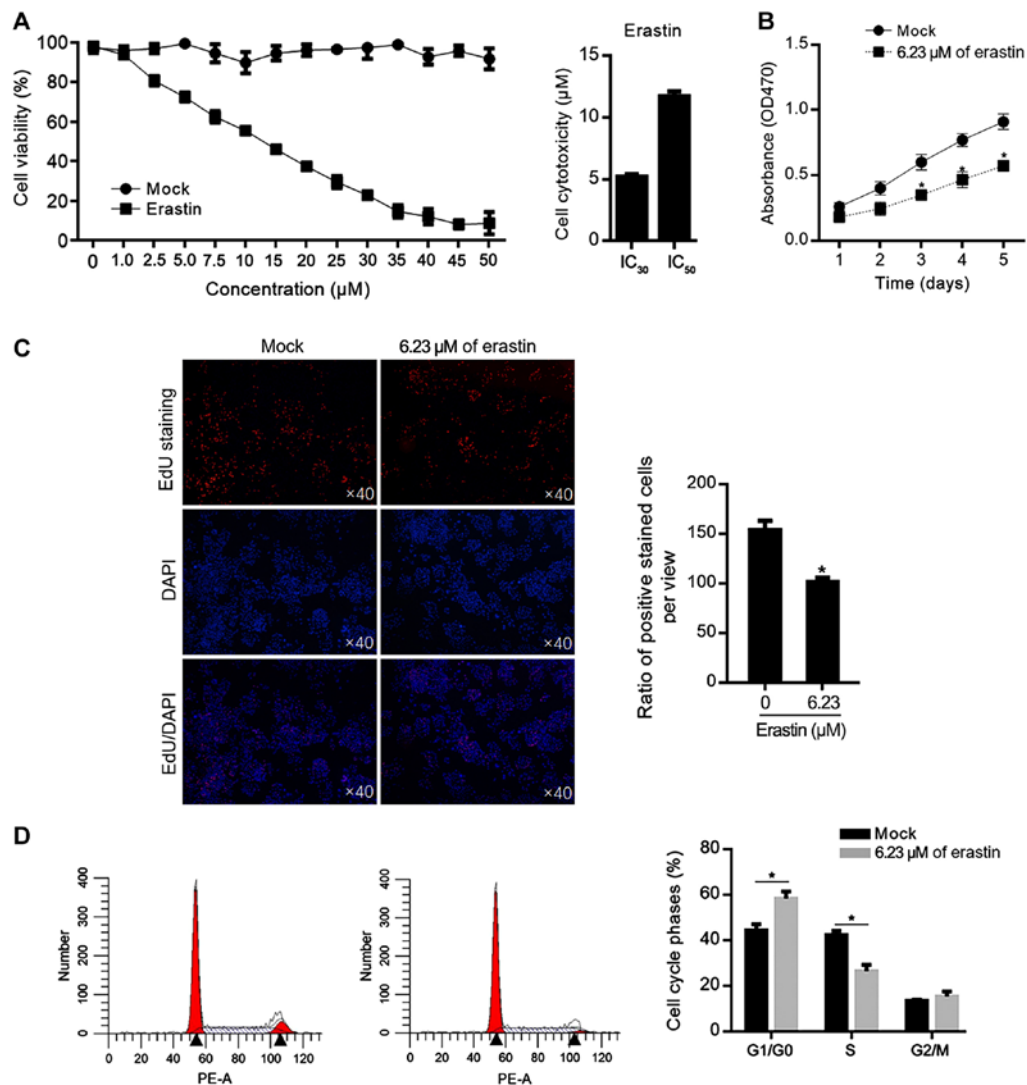 A
Cell viability (%)
120
100
80
60
40
20
0
Mock
Erastin
0 1.0 2.5 5.0 7.5 10 15 20 25 30 35 40 45 50
Concentration (µM)
Erastin
Cell cytotoxicity (µM)
15
10
5
0
IC30 IC50
B
Mock
6.23 µM of erastin
Absorbance (OD470)
1.5
1.0
0.5
0.0
* * *
1 2 3 4 5
Time (days)
C
Mock 6.23 µM of erastin
EdU staining
×40 ×40
DAPI
×40 ×40
EdU/DAPI
×40 ×40
Ratio of positive stained cells
per view
200
150
100
50
0
*
0 6.23
Erastin (µM)
D
Number
400
300
200
100
0
0 20 40 60 80 100 120
PE-A
Number
400
300
200
100
0
0 20 40 60 80 100 120
PE-A
Mock
6.23 µM of erastin
Cell cycle phases (%)
80
60
40
20
0
* *
G1/G0 S G2/M